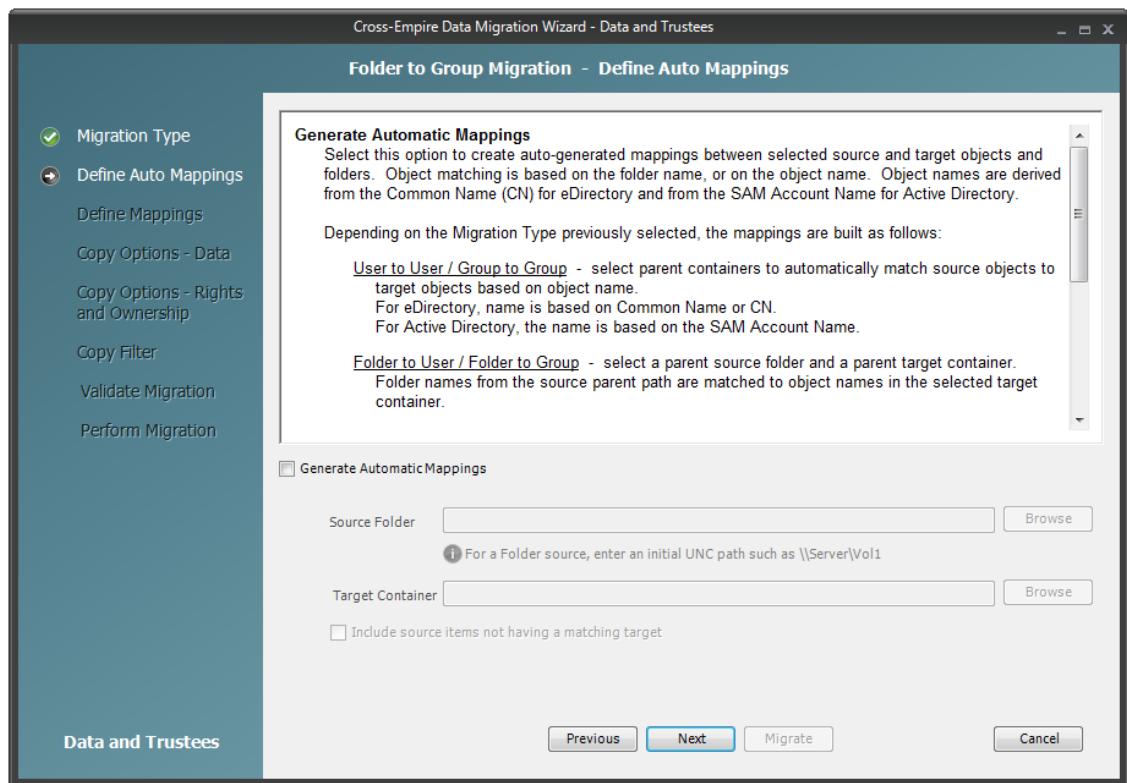 Cross-Empire Data Migration Wizard - Data and Trustees
Folder to Group Migration - Define Auto Mappings
Migration Type
Define Auto Mappings
Define Mappings
Copy Options - Data
Copy Options - Rights
and Ownership
Copy Filter
Validate Migration
Perform Migration
Data and Trustees
Generate Automatic Mappings
Select this option to create auto-generated mappings between selected source and target objects and
folders. Object matching is based on the folder name, or on the object name. Object names are derived
from the Common Name (CN) for eDirectory and from the SAM Account Name for Active Directory.
Depending on the Migration Type previously selected, the mappings are built as follows:
User to User / Group to Group - select parent containers to automatically match source objects to
target objects based on object name.
For eDirectory, name is based on Common Name or CN.
For Active Directory, the name is based on the SAM Account Name.
Folder to User / Folder to Group - select a parent source folder and a parent target container.
Folder names from the source parent path are matched to object names in the selected target
container.
Generate Automatic Mappings
Source Folder
Browse
For a Folder source, enter an initial UNC path such as \\Server\Vol1
Target Container
Browse
Include source items not having a matching target
Previous
Next
Migrate
Cancel